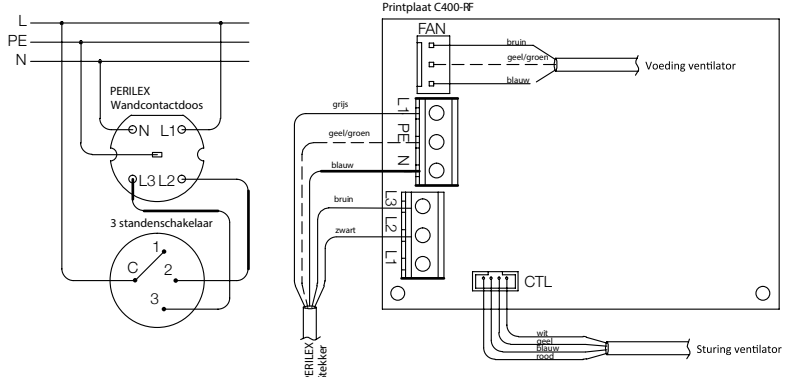 Printplaat C400-RF
L
PE
N
PERILEX
Wandcontactdoos
N L1
L3 L2
3 standenschakelaar
1
C 2
3
FAN
bruin
geel/groen
blauw
Voeding ventilator
grijs
geel/groen
blauw
L1
PE
N
bruin
zwart
L3
L2
L1
CTL
wit
geel
blauw
rood
Sturing ventilator
PERILEX
Stekker